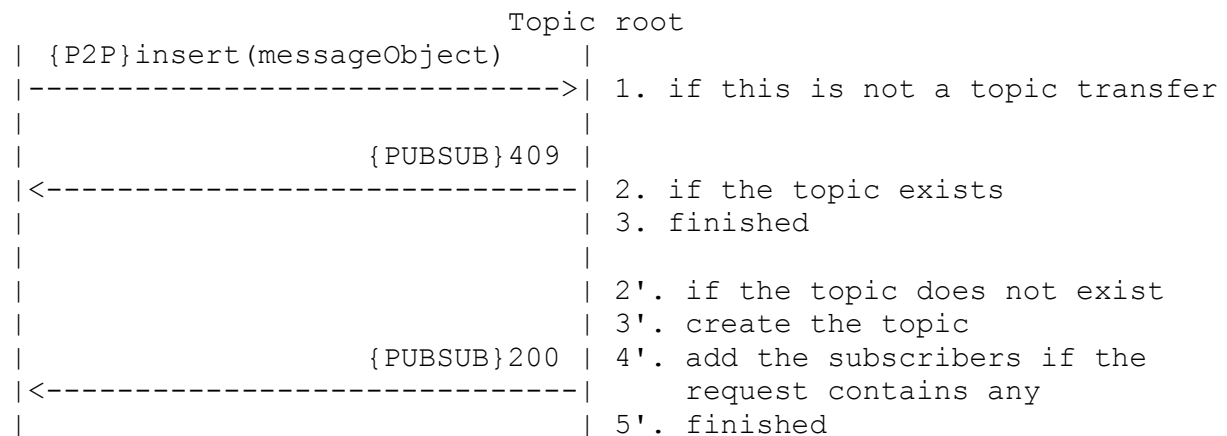 Topic root
| {P2P}insert(messageObject)    |
|------------------------------>| 1. if this is not a topic transfer
|                               |
|                   {PUBSUB}409 |
|<------------------------------| 2. if the topic exists
|                               | 3. finished
|                               |
|                               | 2'. if the topic does not exist
|                               | 3'. create the topic
|                   {PUBSUB}200 | 4'. add the subscribers if the
|<------------------------------|     request contains any
|                               | 5'. finished